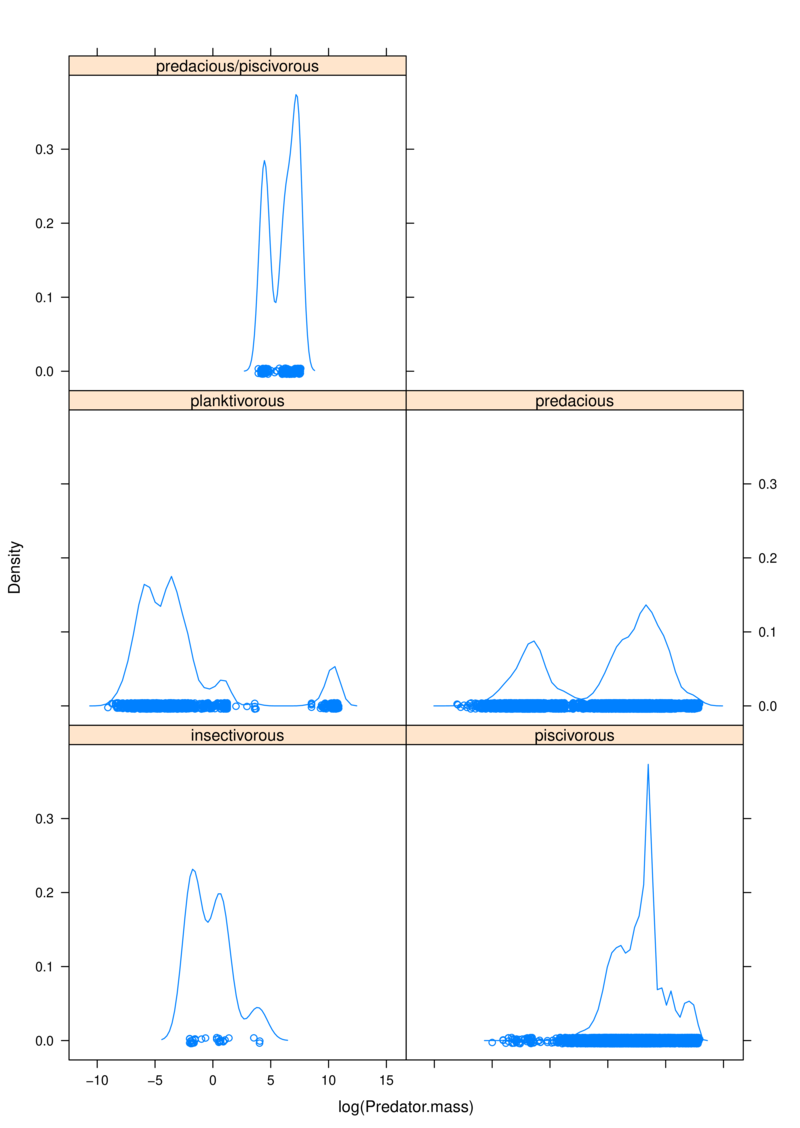 predacious/piscivorous
0.3
0.2
0.1
0.0
planktivorous
predacious
0.3
0.2
0.1
0.0
Density
insectivorous
piscivorous
0.3
0.2
0.1
0.0
−10 −5 0 5 10 15
log(Predator.mass)